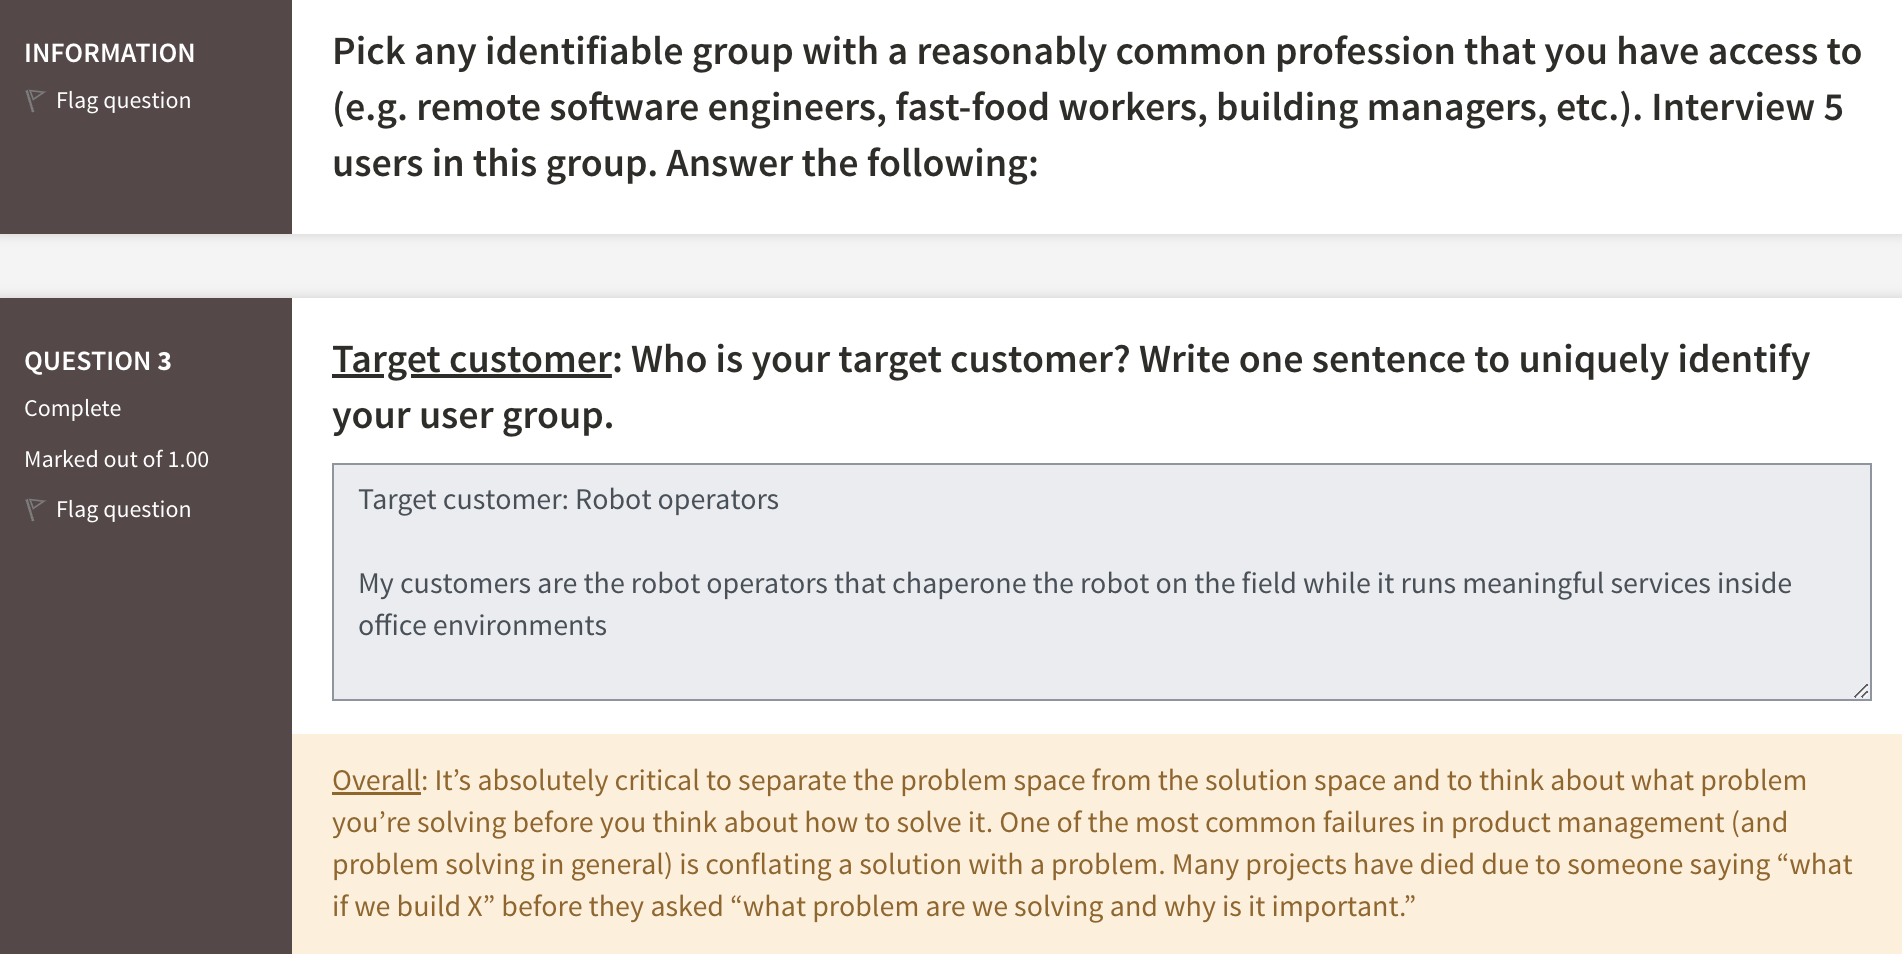 INFORMATION
Flag question
Pick any identifiable group with a reasonably common profession that you have access to
(e.g. remote software engineers, fast-food workers, building managers, etc.). Interview 5
users in this group. Answer the following:
QUESTION 3
Complete
Marked out of 1.00
Flag question
Target customer: Who is your target customer? Write one sentence to uniquely identify
your user group.
Target customer: Robot operators
My customers are the robot operators that chaperone the robot on the field while it runs meaningful services inside
office environments
Overall: It’s absolutely critical to separate the problem space from the solution space and to think about what problem
you’re solving before you think about how to solve it. One of the most common failures in product management (and
problem solving in general) is conflating a solution with a problem. Many projects have died due to someone saying “what
if we build X” before they asked “what problem are we solving and why is it important.”